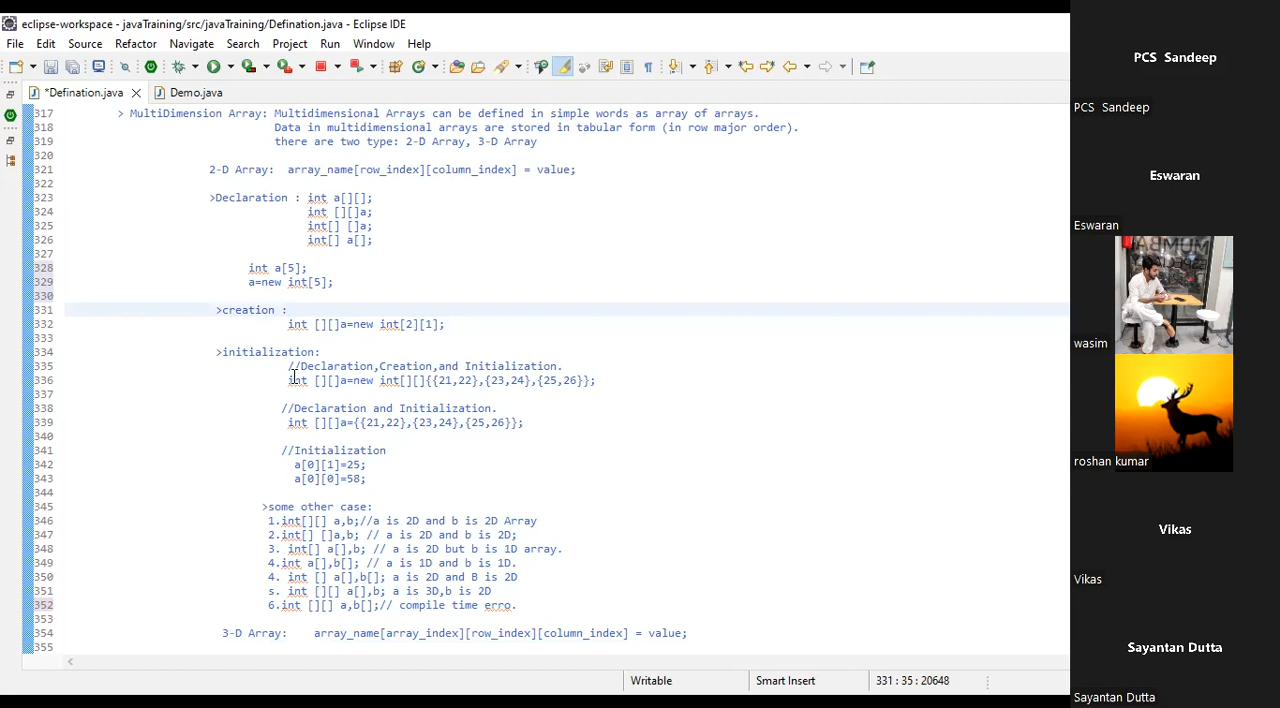 eclipse-workspace - javaTraining/src/javaTraining/Defination.java - Eclipse IDE
File Edit Source Refactor Navigate Search Project Run Window Help
*Defination.java Demo.java
317 > MultiDimension Array: Multidimensional Arrays can be defined in simple words as array of arrays.
318 Data in multidimensional arrays are stored in tabular form (in row major order).
319 there are two type: 2-D Array, 3-D Array
320
321 2-D Array: array_name[row_index][column_index] = value;
322
323 >Declaration : int a[][];
324 int [][]a;
325 int[] []a;
326 int[] a[];
327
328 int a[5];
329 a=new int[5];
330
331 >creation :
332 int [][]a=new int[2][1];
333
334 >initialization:
335 //Declaration,Creation,and Initialization.
336 int [][]a=new int[][]{{21,22},{23,24},{25,26}};
337
338 //Declaration and Initialization.
339 int [][]a={{21,22},{23,24},{25,26}};
340
341 //Initialization
342 a[0][1]=25;
343 a[0][0]=58;
344
345 >some other case:
346 1.int[][] a,b;//a is 2D and b is 2D Array
347 2.int[] []a,b; // a is 2D and b is 2D;
348 3. int[] a[],b; // a is 2D but b is 1D array.
349 4.int a[],b[]; // a is 1D and b is 1D.
350 4. int [] a[],b[]; a is 2D and B is 2D
351 s. int [][] a[],b; a is 3D,b is 2D
352 6.int [][] a,b[];// compile time erro.
353
354 3-D Array: array_name[array_index][row_index][column_index] = value;
355
Writable Smart Insert 331 : 35 : 20648
PCS Sandeep
PCS Sandeep
Eswaran
Eswaran
wasim
roshan kumar
Vikas
Vikas
Sayantan Dutta
Sayantan Dutta